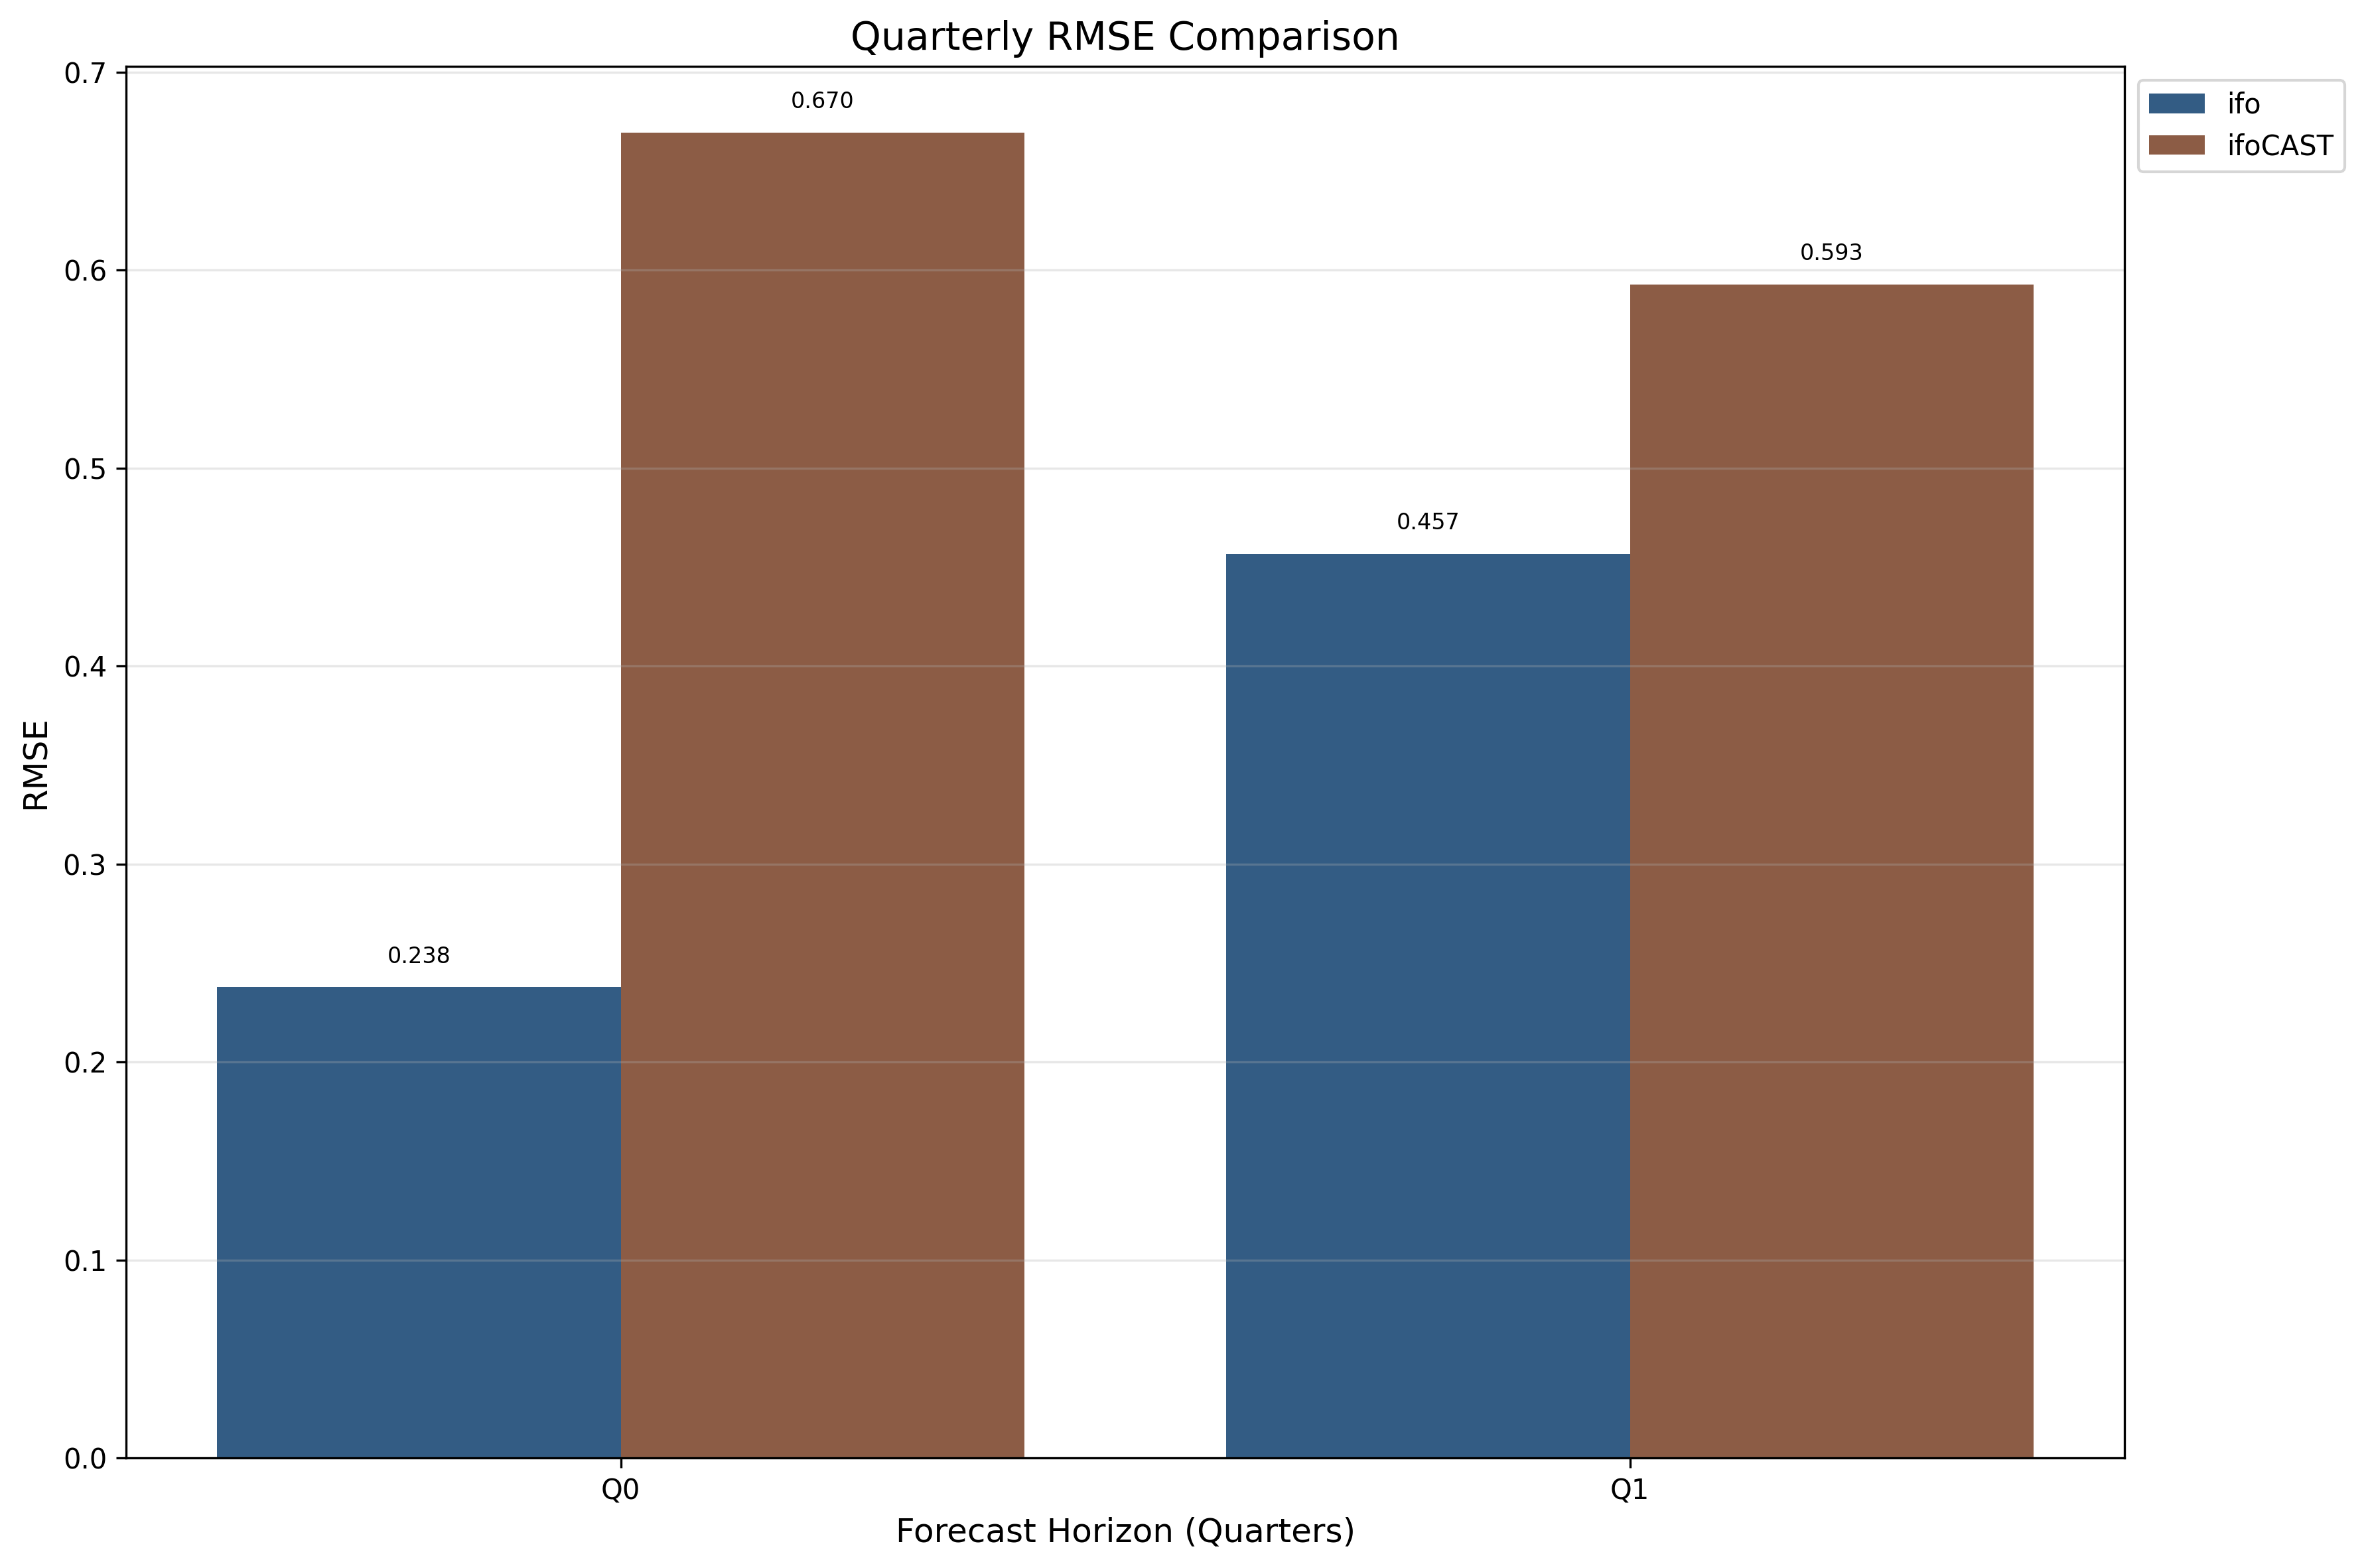 Quarterly RMSE Comparison
ifo
ifoCAST
RMSE
0.7
0.6
0.5
0.4
0.3
0.2
0.1
0.0
0.238
0.670
0.457
0.593
Q0
Q1
Forecast Horizon (Quarters)